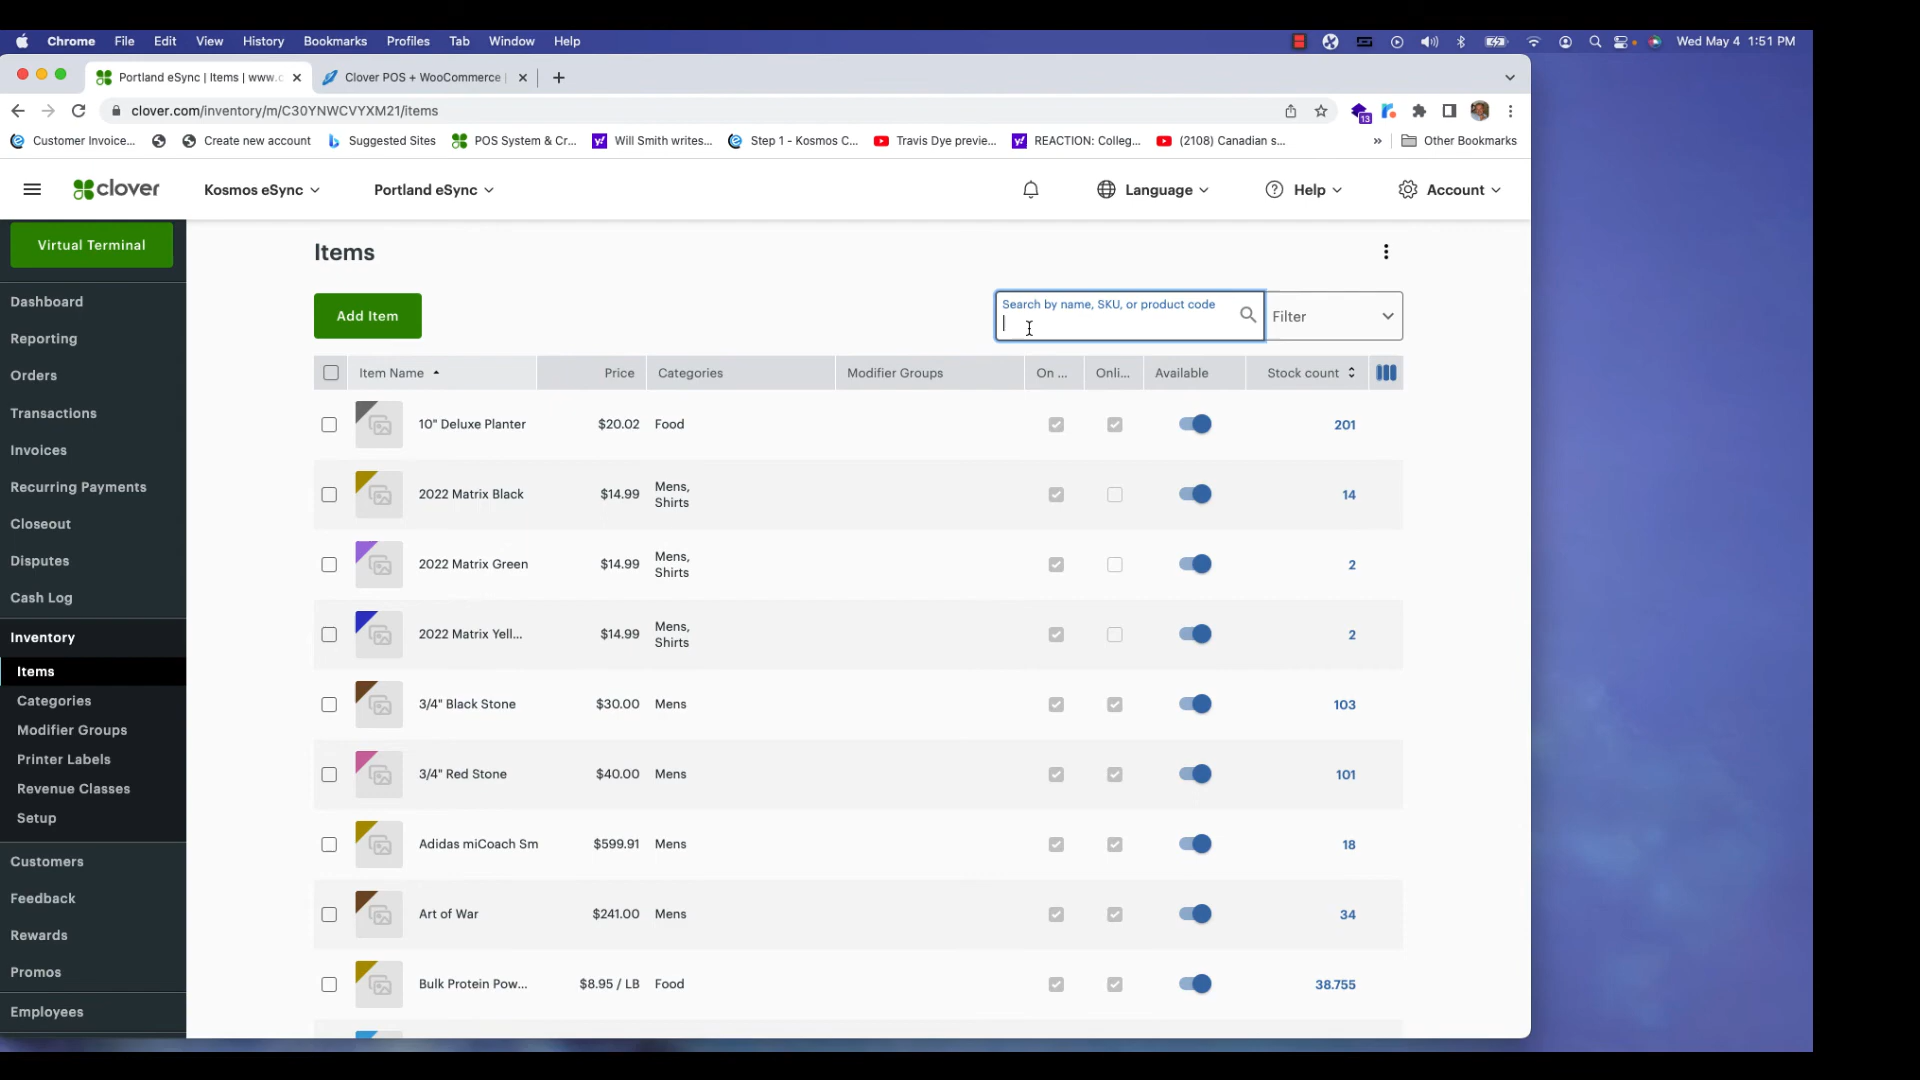 Chrome File Edit View History Bookmarks Profiles Tab Window Help Wed May 4 1:51 PM
Portland eSync | Items | www.c Clover POS + WooCommerce |
clover.com/inventory/m/C30YNWCVYXM21/items 13
Customer Invoice... Create new account Suggested Sites POS System & Cr... Will Smith writes... Step 1 - Kosmos C... Travis Dye previe... REACTION: Colleg... (2108) Canadian s... » Other Bookmarks
clover Kosmos eSync Portland eSync Language Help Account
Virtual Terminal
Dashboard
Reporting
Orders
Transactions
Invoices
Recurring Payments
Closeout
Disputes
Cash Log
Inventory
Items
Categories
Modifier Groups
Printer Labels
Revenue Classes
Setup
Customers
Feedback
Rewards
Promos
Employees
Items
Add Item Search by name, SKU, or product code Filter
Item Name Price Categories Modifier Groups On ... Onli... Available Stock count
10" Deluxe Planter $20.02 Food 201
2022 Matrix Black $14.99 Mens, Shirts 14
2022 Matrix Green $14.99 Mens, Shirts 2
2022 Matrix Yell... $14.99 Mens, Shirts 2
3/4" Black Stone $30.00 Mens 103
3/4" Red Stone $40.00 Mens 101
Adidas miCoach Sm $599.91 Mens 18
Art of War $241.00 Mens 34
Bulk Protein Pow... $8.95 / LB Food 38.755